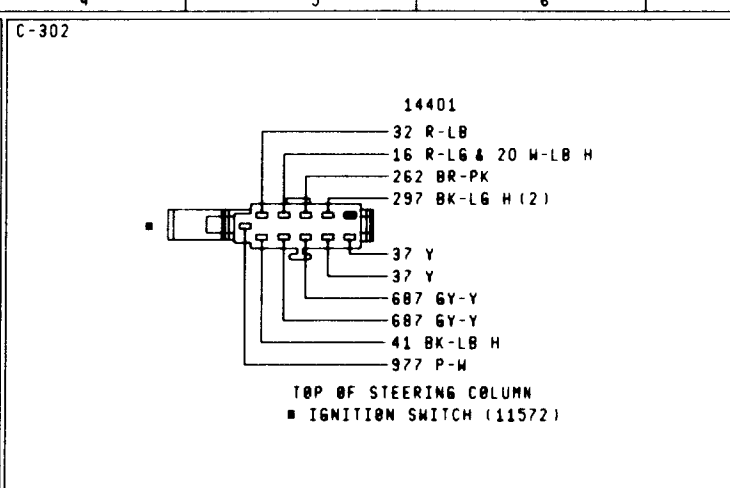 C-302
14401
32 R-LB
16 R-LG & 20 W-LB H
262 BR-PK
297 BK-LG H (2)
37 Y
37 Y
687 GY-Y
687 GY-Y
41 BK-LB H
977 P-W
TOP OF STEERING COLUMN
■ IGNITION SWITCH (11572)